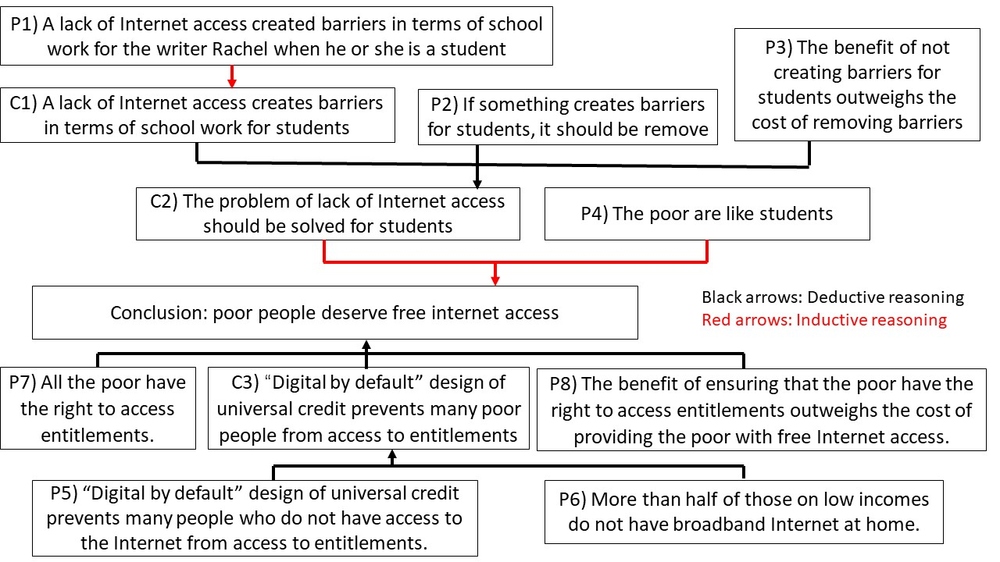 P1) A lack of Internet access created barriers in terms of school
work for the writer Rachel when he or she is a student
P3) The benefit of not
creating barriers for
students outweighs the
cost of removing barriers
C1) A lack of Internet access creates barriers
in terms of school work for students
P2) If something creates barriers
for students, it should be remove
C2) The problem of lack of Internet access
should be solved for students
P4) The poor are like students
Conclusion: poor people deserve free internet access
Black arrows: Deductive reasoning
Red arrows: Inductive reasoning
P7) All the poor have
the right to access
entitlements.
C3) “Digital by default” design of
universal credit prevents many poor
people from access to entitlements
P8) The benefit of ensuring that the poor have the
right to access entitlements outweighs the cost of
providing the poor with free Internet access.
P5) “Digital by default” design of universal credit
prevents many people who do not have access to
the Internet from access to entitlements.
P6) More than half of those on low incomes
do not have broadband Internet at home.